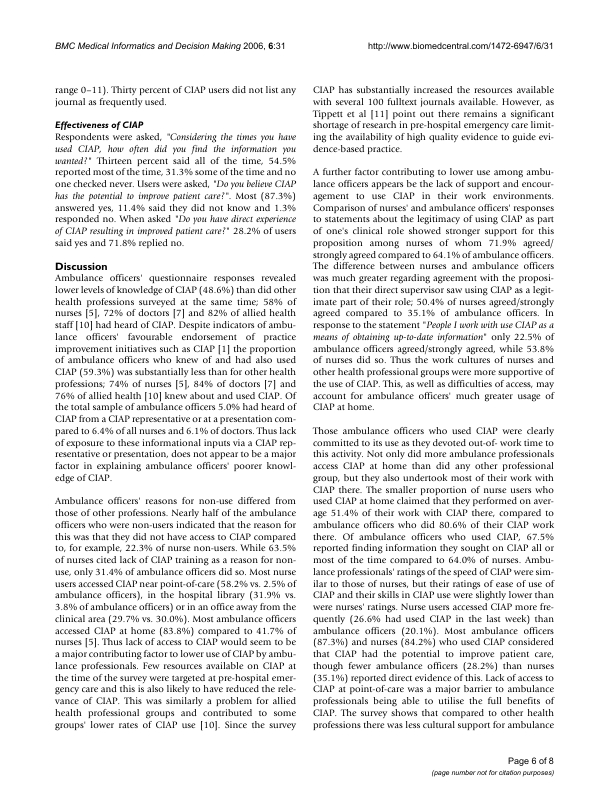 BMC Medical Informatics and Decision Making 2006, 6:31
http://www.biomedcentral.com/1472-6947/6/31
range 0–11). Thirty percent of CIAP users did not list any
journal as frequently used.
Effectiveness of CIAP
Respondents were asked, "Considering the times you have
used CIAP, how often did you find the information you
wanted?" Thirteen percent said all of the time, 54.5%
reported most of the time, 31.3% some of the time and no
one checked never. Users were asked, "Do you believe CIAP
has the potential to improve patient care?". Most (87.3%)
answered yes, 11.4% said they did not know and 1.3%
responded no. When asked "Do you have direct experience
of CIAP resulting in improved patient care?" 28.2% of users
said yes and 71.8% replied no.
Discussion
Ambulance officers' questionnaire responses revealed
lower levels of knowledge of CIAP (48.6%) than did other
health professions surveyed at the same time; 58% of
nurses [5], 72% of doctors [7] and 82% of allied health
staff [10] had heard of CIAP. Despite indicators of ambu-
lance officers' favourable endorsement of practice
improvement initiatives such as CIAP [1] the proportion
of ambulance officers who knew of and had also used
CIAP (59.3%) was substantially less than for other health
professions; 74% of nurses [5], 84% of doctors [7] and
76% of allied health [10] knew about and used CIAP. Of
the total sample of ambulance officers 5.0% had heard of
CIAP from a CIAP representative or at a presentation com-
pared to 6.4% of all nurses and 6.1% of doctors. Thus lack
of exposure to these informational inputs via a CIAP rep-
resentative or presentation, does not appear to be a major
factor in explaining ambulance officers' poorer knowl-
edge of CIAP.
Ambulance officers' reasons for non-use differed from
those of other professions. Nearly half of the ambulance
officers who were non-users indicated that the reason for
this was that they did not have access to CIAP compared
to, for example, 22.3% of nurse non-users. While 63.5%
of nurses cited lack of CIAP training as a reason for non-
use, only 31.4% of ambulance officers did so. Most nurse
users accessed CIAP near point-of-care (58.2% vs. 2.5% of
ambulance officers), in the hospital library (31.9% vs.
3.8% of ambulance officers) or in an office away from the
clinical area (29.7% vs. 30.0%). Most ambulance officers
accessed CIAP at home (83.8%) compared to 41.7% of
nurses [5]. Thus lack of access to CIAP would seem to be
a major contributing factor to lower use of CIAP by ambu-
lance professionals. Few resources available on CIAP at
the time of the survey were targeted at pre-hospital emer-
gency care and this is also likely to have reduced the rele-
vance of CIAP. This was similarly a problem for allied
health professional groups and contributed to some
groups' lower rates of CIAP use [10]. Since the survey
CIAP has substantially increased the resources available
with several 100 fulltext journals available. However, as
Tippett et al [11] point out there remains a significant
shortage of research in pre-hospital emergency care limit-
ing the availability of high quality evidence to guide evi-
dence-based practice.
A further factor contributing to lower use among ambu-
lance officers appears be the lack of support and encour-
agement to use CIAP in their work environments.
Comparison of nurses' and ambulance officers' responses
to statements about the legitimacy of using CIAP as part
of one's clinical role showed stronger support for this
proposition among nurses of whom 71.9% agreed/
strongly agreed compared to 64.1% of ambulance officers.
The difference between nurses and ambulance officers
was much greater regarding agreement with the proposi-
tion that their direct supervisor saw using CIAP as a legit-
imate part of their role; 50.4% of nurses agreed/strongly
agreed compared to 35.1% of ambulance officers. In
response to the statement "People I work with use CIAP as a
means of obtaining up-to-date information" only 22.5% of
ambulance officers agreed/strongly agreed, while 53.8%
of nurses did so. Thus the work cultures of nurses and
other health professional groups were more supportive of
the use of CIAP. This, as well as difficulties of access, may
account for ambulance officers' much greater usage of
CIAP at home.
Those ambulance officers who used CIAP were clearly
committed to its use as they devoted out-of- work time to
this activity. Not only did more ambulance professionals
access CIAP at home than did any other professional
group, but they also undertook most of their work with
CIAP there. The smaller proportion of nurse users who
used CIAP at home claimed that they performed on aver-
age 51.4% of their work with CIAP there, compared to
ambulance officers who did 80.6% of their CIAP work
there. Of ambulance officers who used CIAP, 67.5%
reported finding information they sought on CIAP all or
most of the time compared to 64.0% of nurses. Ambu-
lance professionals' ratings of the speed of CIAP were sim-
ilar to those of nurses, but their ratings of ease of use of
CIAP and their skills in CIAP use were slightly lower than
were nurses' ratings. Nurse users accessed CIAP more fre-
quently (26.6% had used CIAP in the last week) than
ambulance officers (20.1%). Most ambulance officers
(87.3%) and nurses (84.2%) who used CIAP considered
that CIAP had the potential to improve patient care,
though fewer ambulance officers (28.2%) than nurses
(35.1%) reported direct evidence of this. Lack of access to
CIAP at point-of-care was a major barrier to ambulance
professionals being able to utilise the full benefits of
CIAP. The survey shows that compared to other health
professions there was less cultural support for ambulance
Page 6 of 8
(page number not for citation purposes)